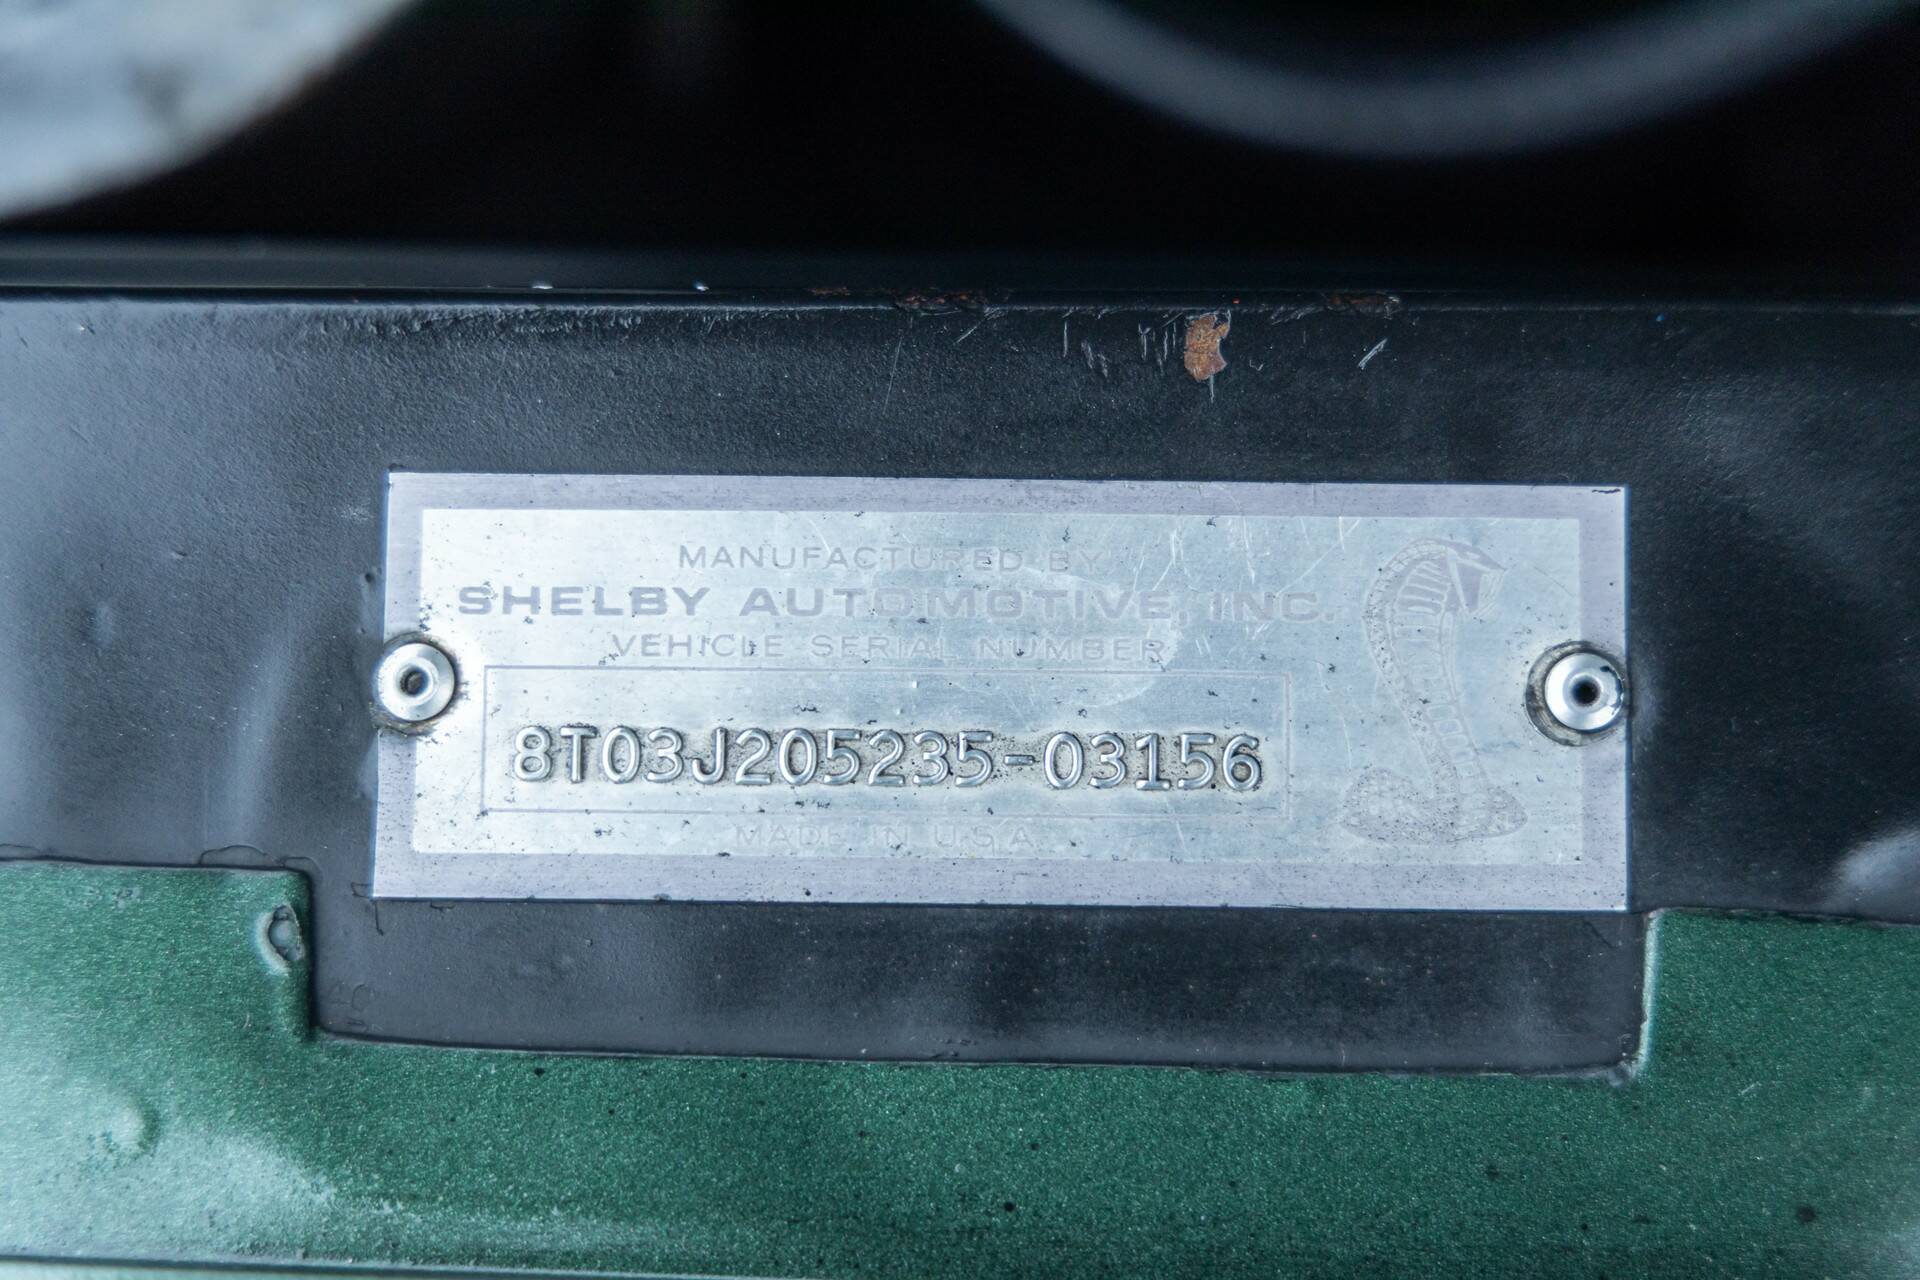 MANUFACTURED BY
SHELBY AUTOMOTIVE, INC.
VEHICLE SERIAL NUMBER
8T03J205235-03156
MADE IN U.S.A.